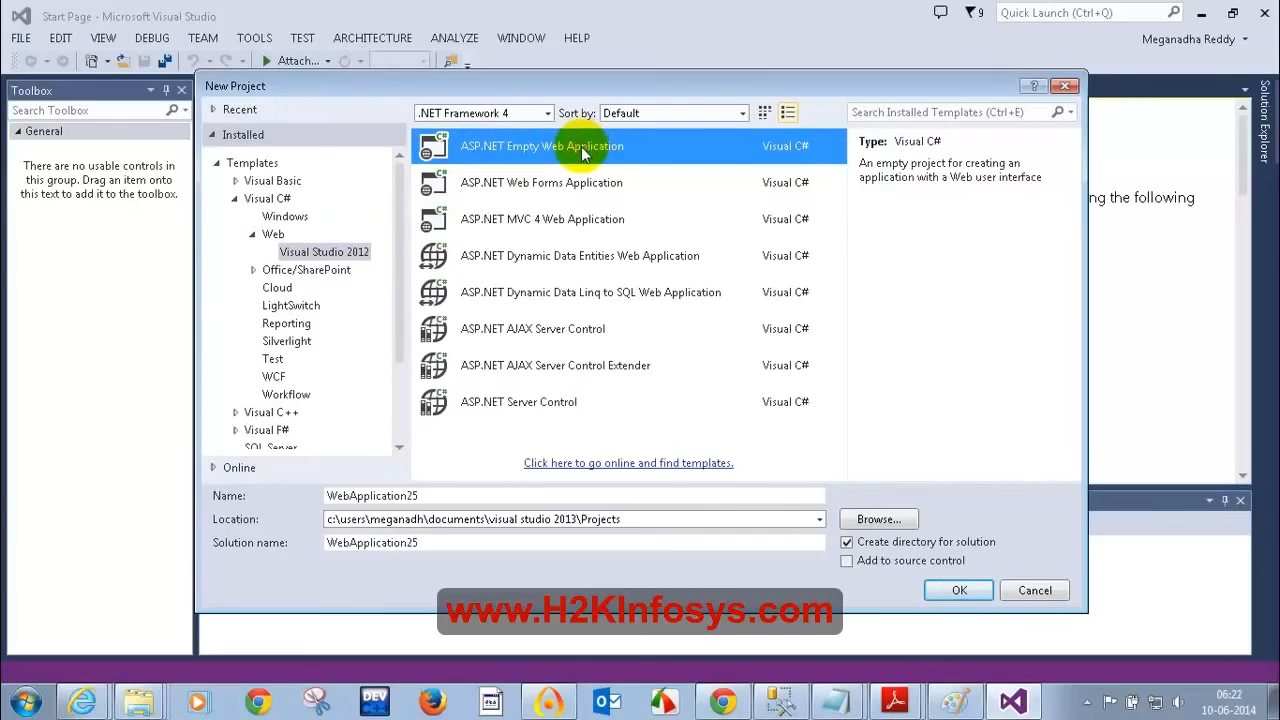 Start Page - Microsoft Visual Studio
9
Quick Launch (Ctrl+Q)
FILE EDIT VIEW DEBUG TEAM TOOLS TEST ARCHITECTURE ANALYZE WINDOW HELP
Meganadha Reddy
Attach...
Toolbox
Search Toolbox
General
There are no usable controls in
this group. Drag an item onto
this text to add it to the toolbox.
New Project
?
Recent
.NET Framework 4
Sort by: Default
Search Installed Templates (Ctrl+E)
Installed
Templates
Visual Basic
Visual C#
Windows
Web
Visual Studio 2012
Office/SharePoint
Cloud
LightSwitch
Reporting
Silverlight
Test
WCF
Workflow
Visual C++
Visual F#
SQL Server
Online
ASP.NET Empty Web Application Visual C#
ASP.NET Web Forms Application Visual C#
ASP.NET MVC 4 Web Application Visual C#
ASP.NET Dynamic Data Entities Web Application Visual C#
ASP.NET Dynamic Data Linq to SQL Web Application Visual C#
ASP.NET AJAX Server Control Visual C#
ASP.NET AJAX Server Control Extender Visual C#
ASP.NET Server Control Visual C#
Click here to go online and find templates.
Type: Visual C#
An empty project for creating an
application with a Web user interface
ng the following
Solution Explorer
Name: WebApplication25
Location: c:\users\meganadh\documents\visual studio 2013\Projects
Browse...
Solution name: WebApplication25
Create directory for solution
Add to source control
OK Cancel
www.H2KInfosys.com
DEV
06:22
10-06-2014